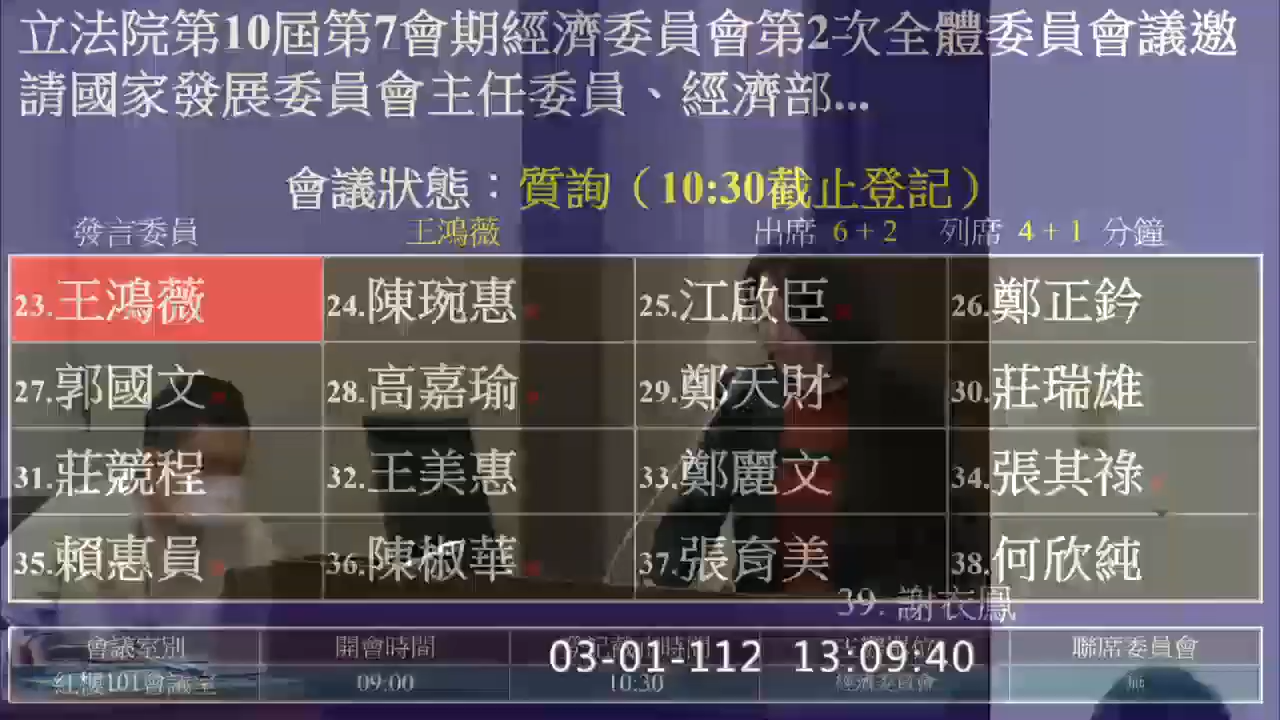 立法院第10屆第7會期經濟委員會第2次全體委員會議邀
請國家發展委員會主任委員、經濟部...
會議狀態：質詢（10:30截止登記）
發言委員 王鴻薇 出席 6 + 2 列席 4 + 1 分鐘
23.王鴻薇 24.陳琬惠 25.江啟臣 26.鄭正鈐
27.郭國文 28.高嘉瑜 29.鄭天財 30.莊瑞雄
31.莊競程 32.王美惠 33.鄭麗文 34.張其祿
35.賴惠員 36.陳椒華 37.張育美 38.何欣純
39. 謝衣鳳
會議室別 開會時間 聯席委員會
03-01-112 13:09:40
紅樓101會議室 09:00 10:30 經濟委員會